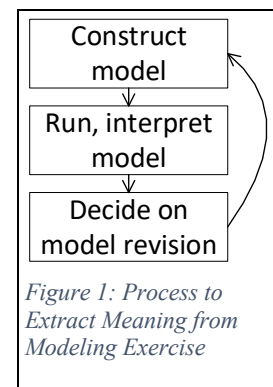 Construct
model
Run, interpret
model
Decide on
model revision
Figure 1: Process to
Extract Meaning from
Modeling Exercise